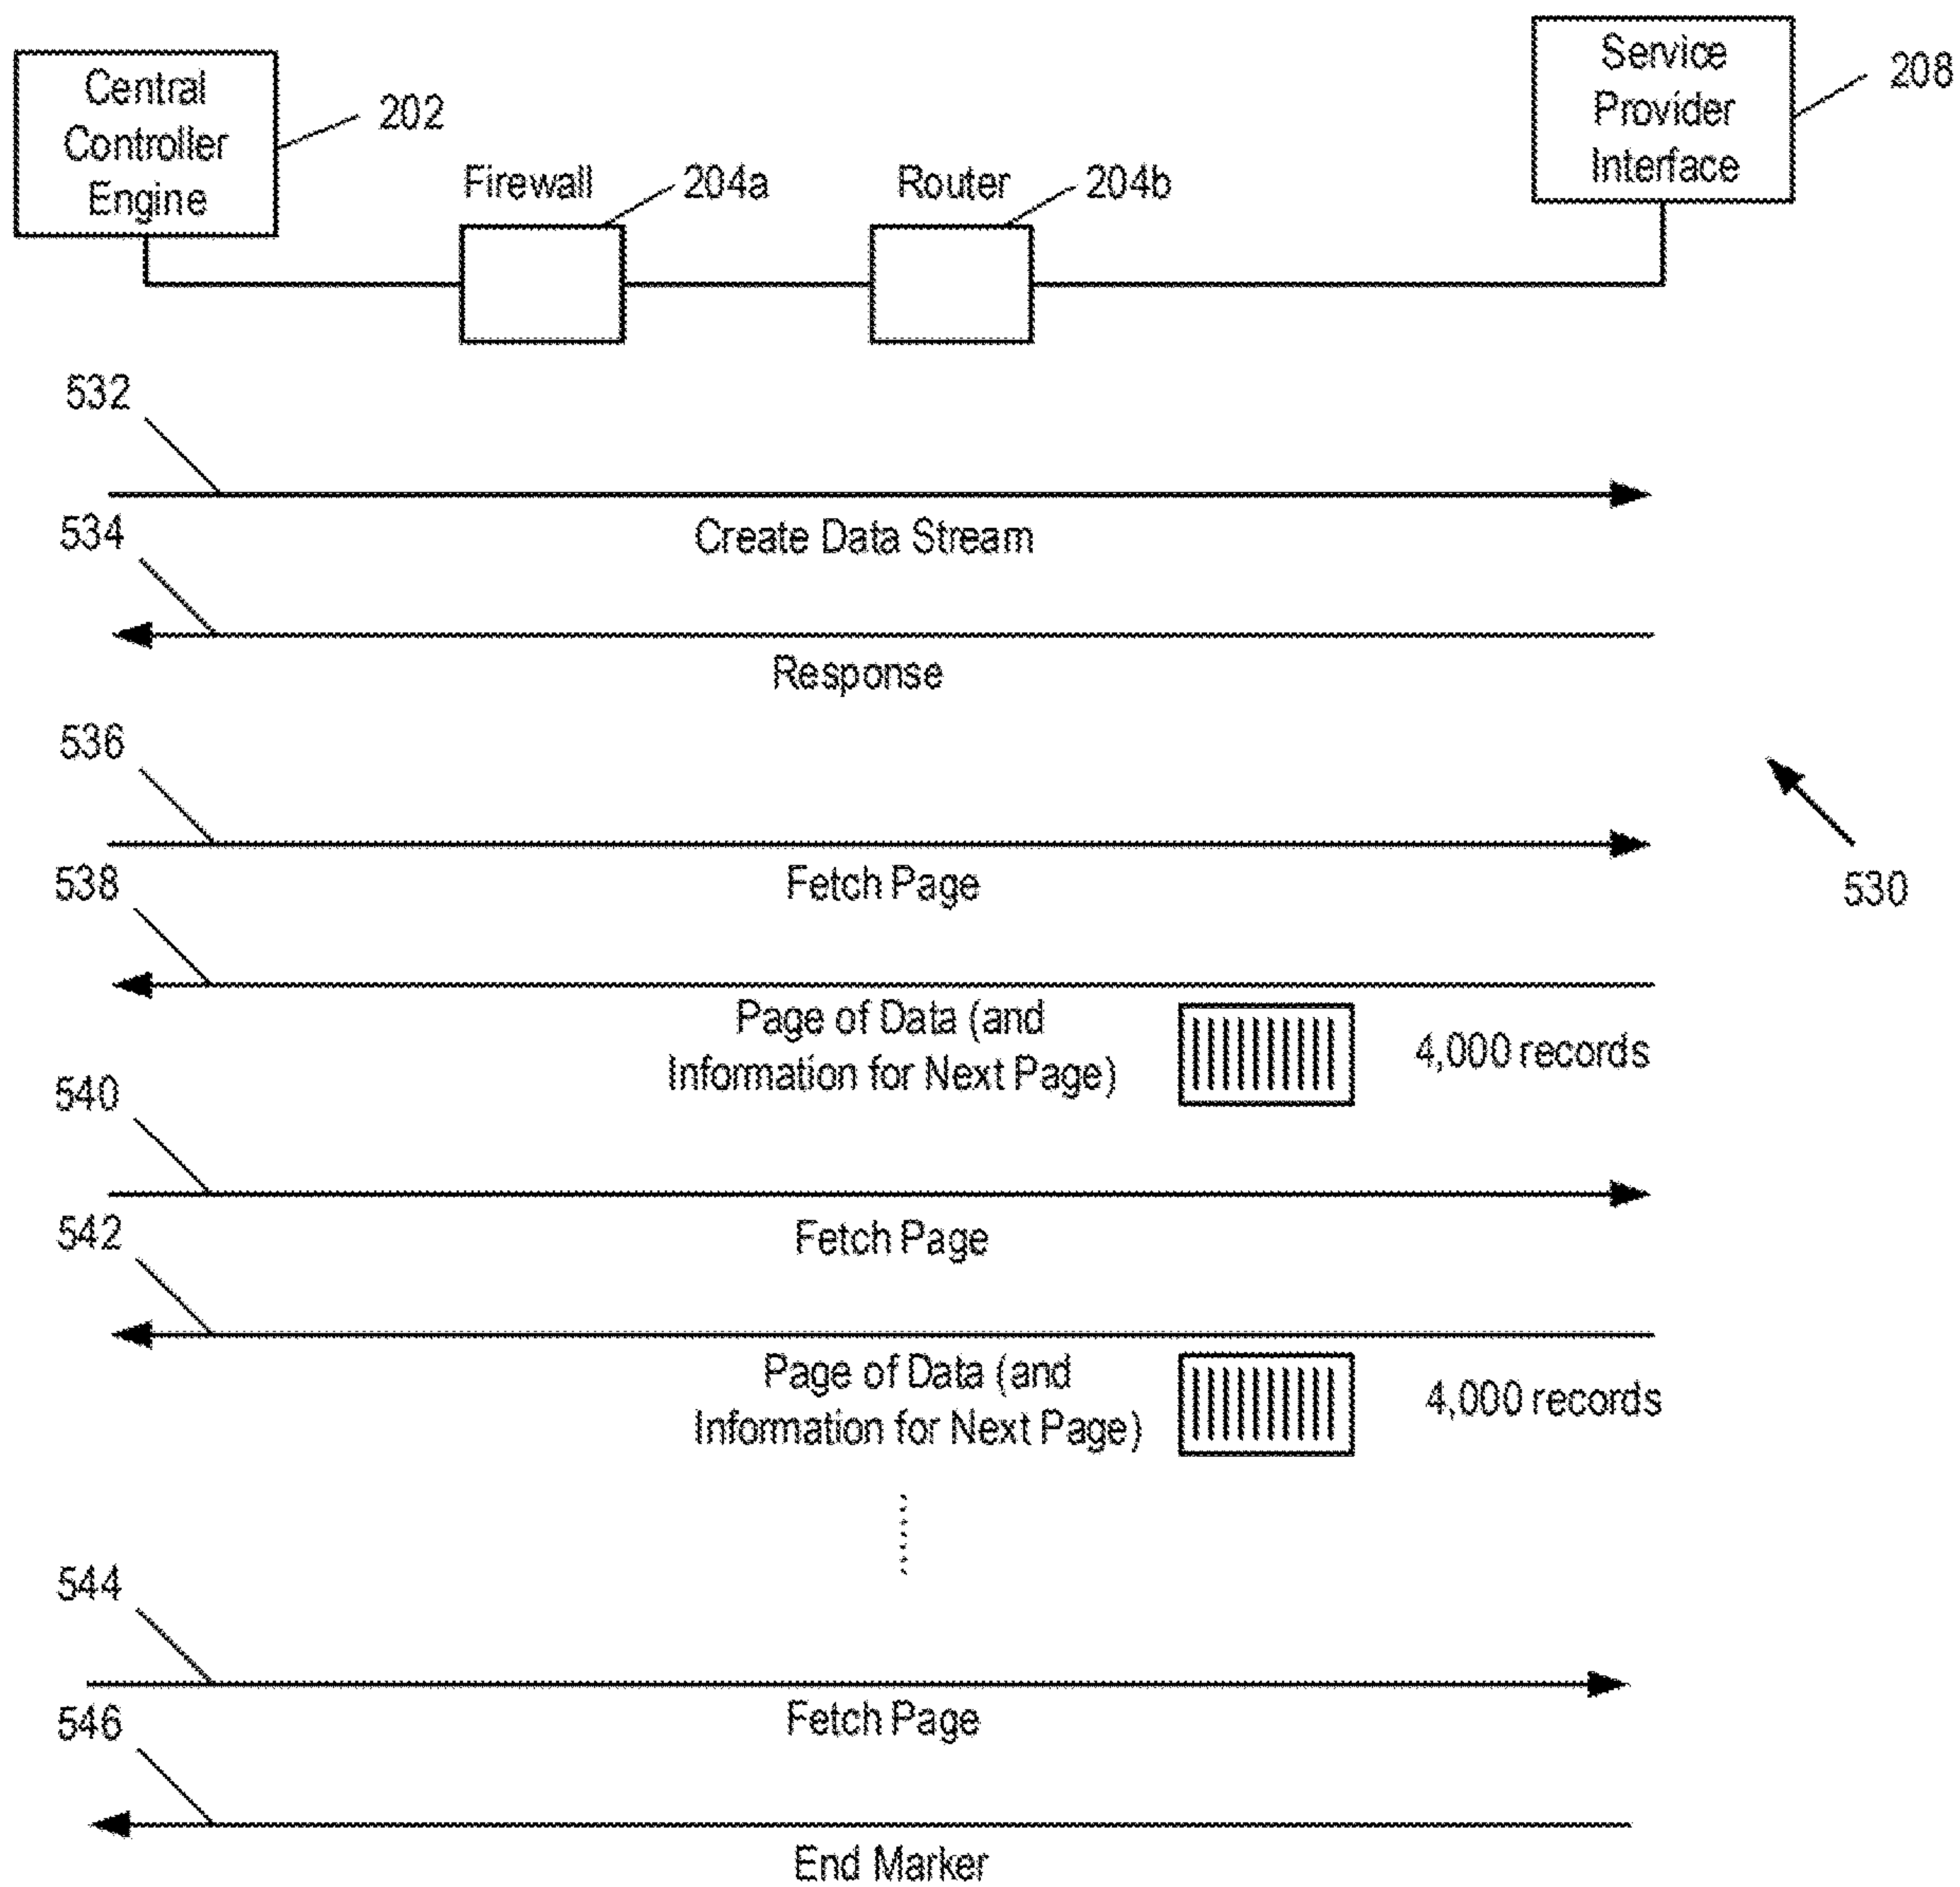 Central
Controller
Engine
202
Firewall
204a
Router
204b
Service
Provider
Interface
208
532
Create Data Stream
534
Response
536
Fetch Page
530
538
Page of Data (and
Information for Next Page)
4,000 records
540
Fetch Page
542
Page of Data (and
Information for Next Page)
4,000 records
544
Fetch Page
546
End Marker